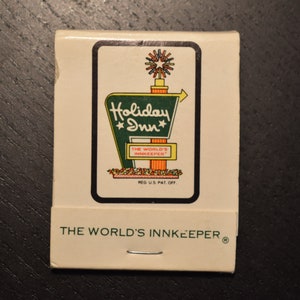 Holiday
Inn
THE WORLD'S
INNKEEPER
REG. U.S. PAT. OFF.
THE WORLD'S INNKEEPER®